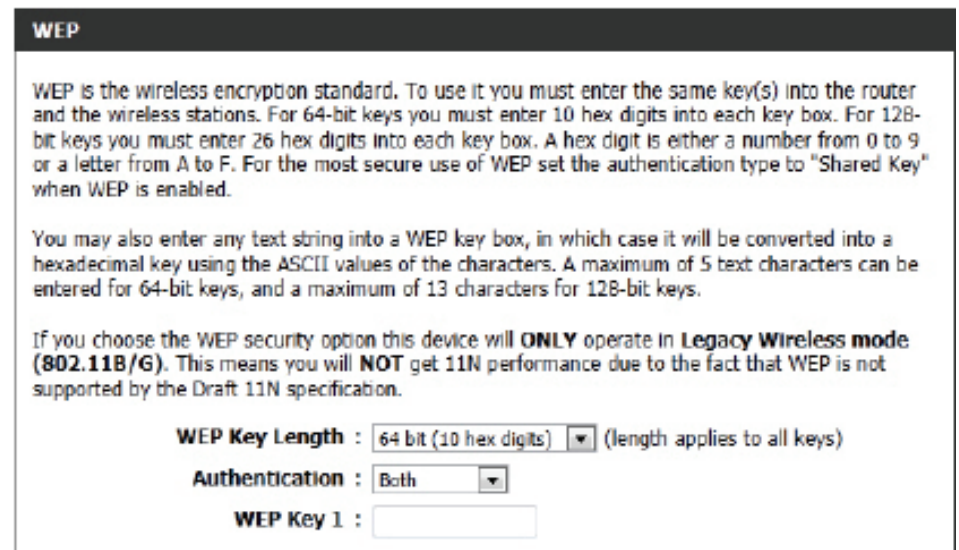 WEP
WEP is the wireless encryption standard. To use it you must enter the same key(s) into the router
and the wireless stations. For 64-bit keys you must enter 10 hex digits into each key box. For 128-
bit keys you must enter 26 hex digits into each key box. A hex digit is either a number from 0 to 9
or a letter from A to F. For the most secure use of WEP set the authentication type to "Shared Key"
when WEP is enabled.
You may also enter any text string into a WEP key box, in which case it will be converted into a
hexadecimal key using the ASCII values of the characters. A maximum of 5 text characters can be
entered for 64-bit keys, and a maximum of 13 characters for 128-bit keys.
If you choose the WEP security option this device will ONLY operate in Legacy Wireless mode
(802.11B/G). This means you will NOT get 11N performance due to the fact that WEP is not
supported by the Draft 11N specification.
WEP Key Length : 64 bit (10 hex digits) (length applies to all keys)
Authentication : Both
WEP Key 1 :